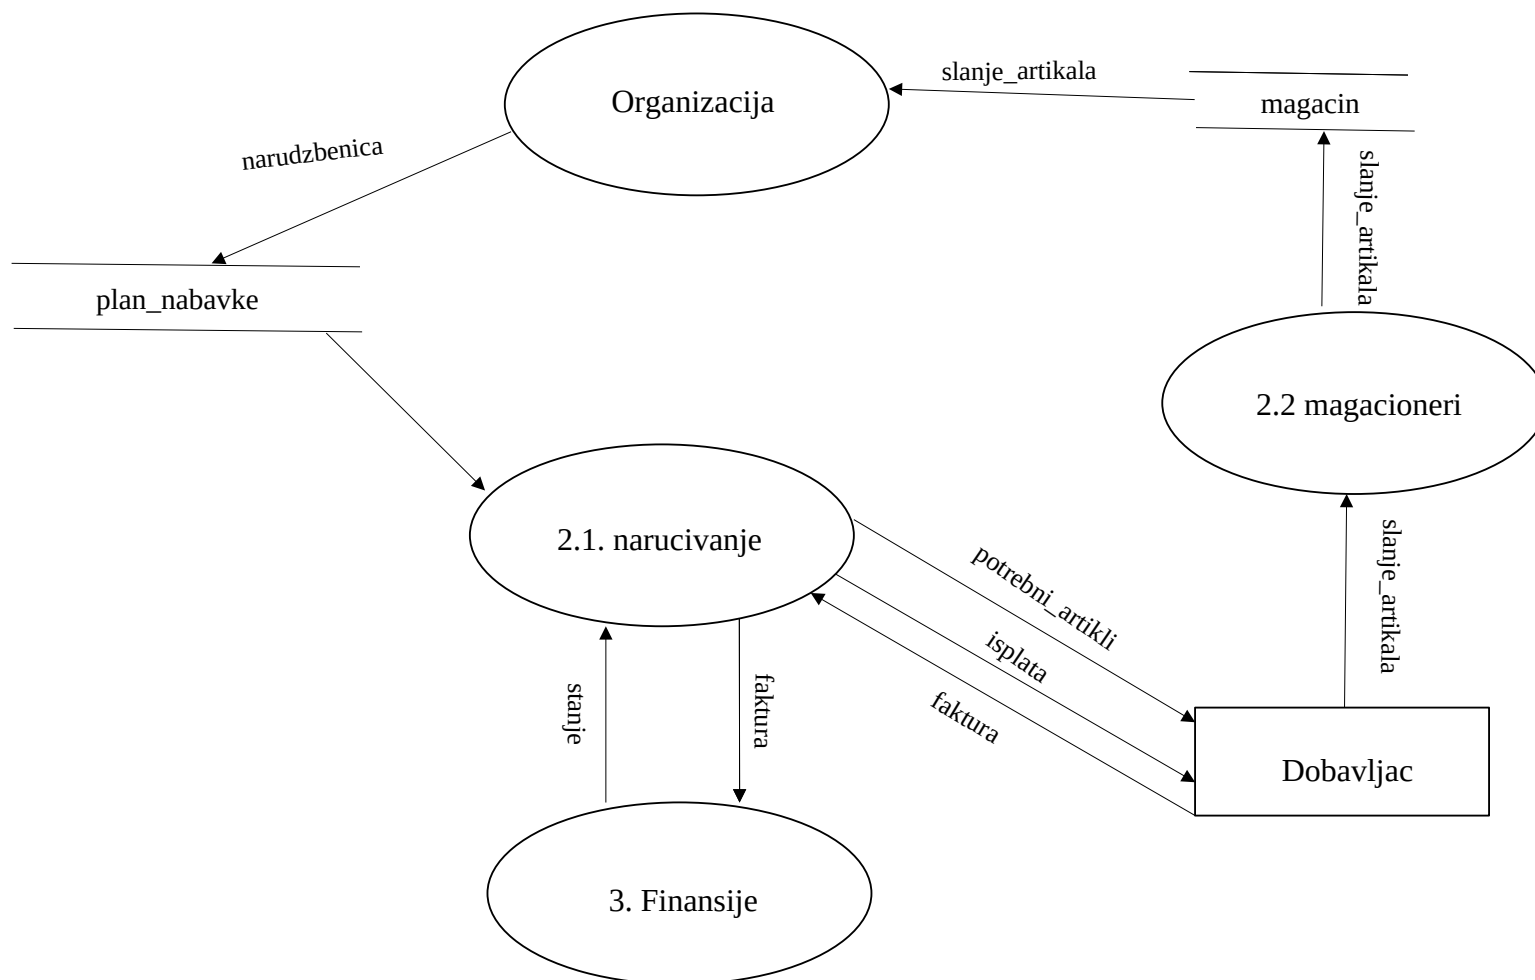 slanje_artikala
Organizacija
magacin
narudzbenica
slanje_artikala
plan_nabavke
2.2 magacioneri
2.1. narucivanje
potrebni_artikli
slanje_artikala
isplata
stanje
faktura
faktura
Dobavljac
3. Finansije